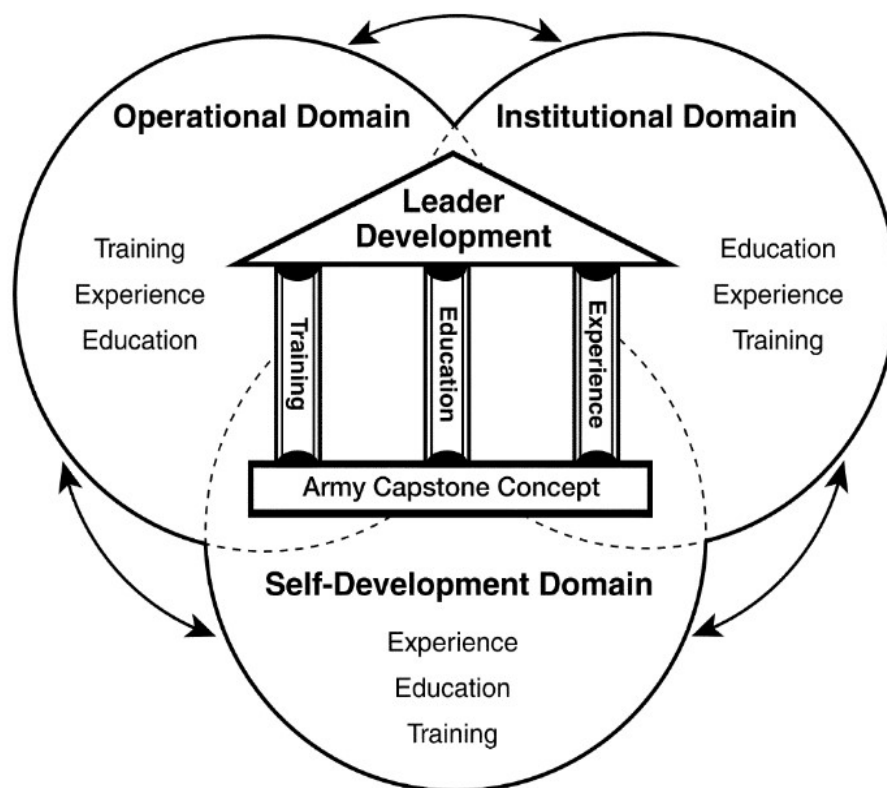 Operational Domain
Institutional Domain
Leader
Development
Training
Experience
Education
Education
Experience
Training
Training
Education
Experience
Army Capstone Concept
Self-Development Domain
Experience
Education
Training